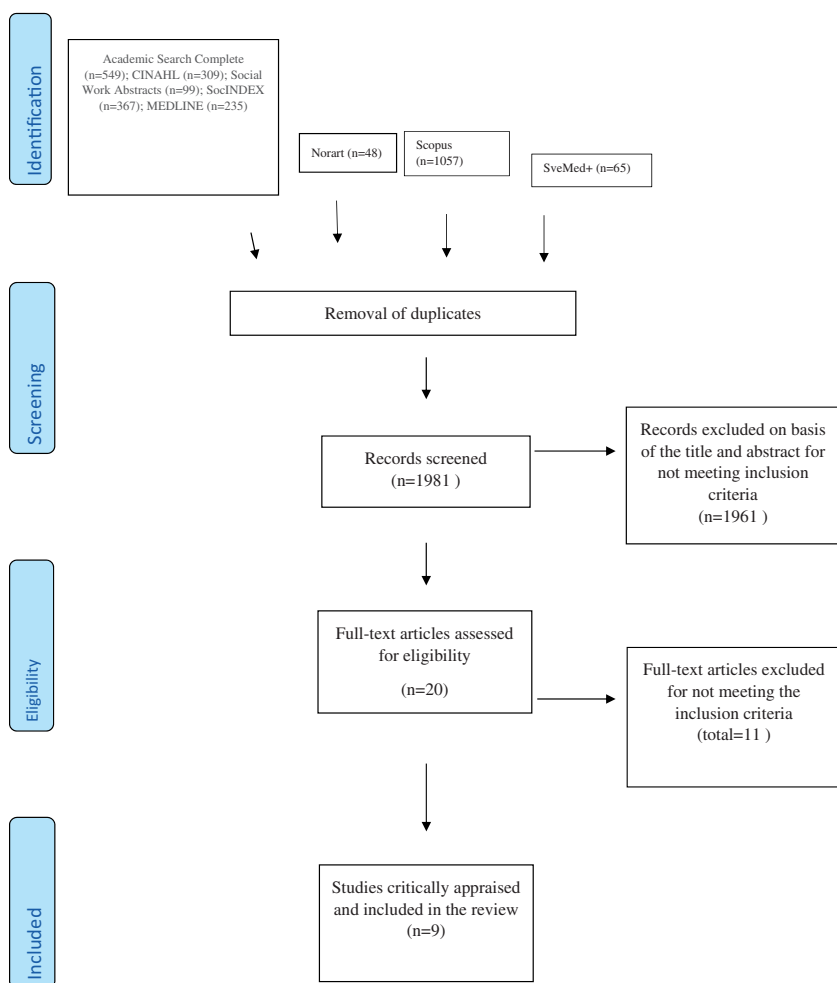 Identification
Academic Search Complete
(n=549); CINAHL (n=309); Social
Work Abstracts (n=99); SocINDEX
(n=367); MEDLINE (n=235)
Norart (n=48)
Scopus
(n=1057)
SveMed+ (n=65)
Screening
Removal of duplicates
Records screened
(n=1981 )
Records excluded on basis
of the title and abstract for
not meeting inclusion
criteria
(n=1961 )
Eligibility
Full-text articles assessed
for eligibility
(n=20)
Full-text articles excluded
for not meeting the
inclusion criteria
(total=11 )
Included
Studies critically appraised
and included in the review
(n=9)